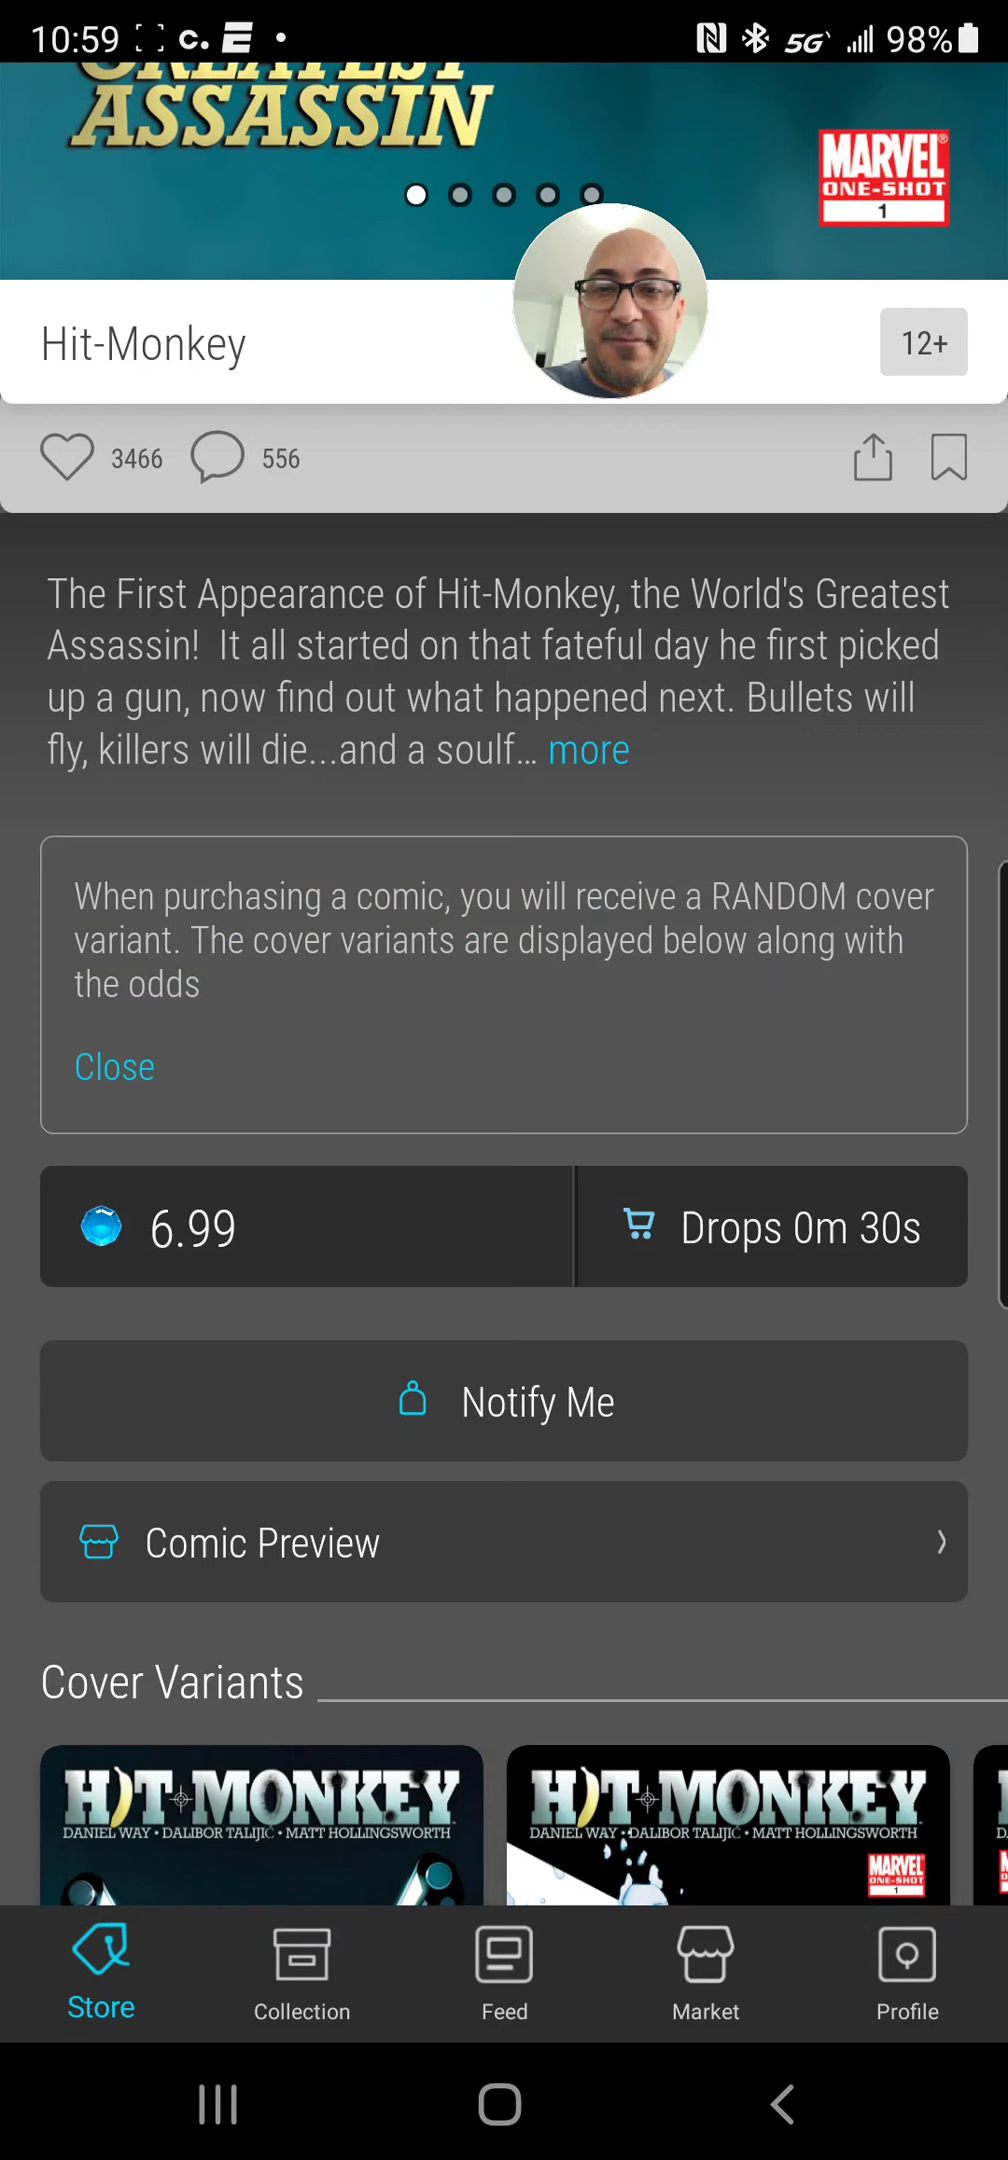 10:59 c. E 5G 98%
GREATEST
ASSASSIN
MARVEL
ONE-SHOT
1
Hit-Monkey
12+
3466 556
The First Appearance of Hit-Monkey, the World's Greatest
Assassin! It all started on that fateful day he first picked
up a gun, now find out what happened next. Bullets will
fly, killers will die...and a soulf... more
When purchasing a comic, you will receive a RANDOM cover
variant. The cover variants are displayed below along with
the odds
Close
6.99
Drops 0m 30s
Notify Me
Comic Preview
Cover Variants
HIT-MONKEY
DANIEL WAY • DALIBOR TALIJIĆ • MATT HOLLINGSWORTH
HIT-MONKEY
DANIEL WAY • DALIBOR TALIJIĆ • MATT HOLLINGSWORTH
MARVEL
ONE-SHOT
1
Store
Collection
Feed
Market
Profile